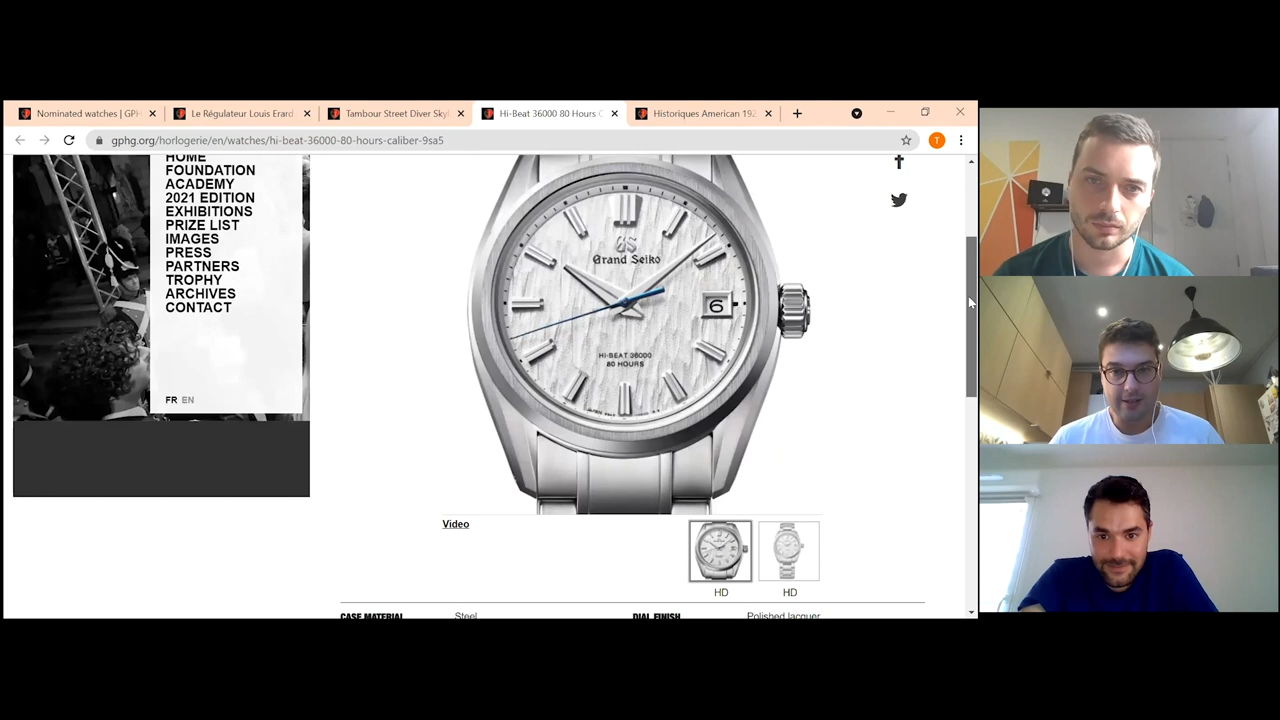 Nominated watches | GPH
Le Régulateur Louis Erard
Tambour Street Diver Sky
Hi-Beat 36000 80 Hours C
Historiques American 192
gphg.org/horlogerie/en/watches/hi-beat-36000-80-hours-caliber-9sa5
T
HOME
FOUNDATION
ACADEMY
2021 EDITION
EXHIBITIONS
PRIZE LIST
IMAGES
PRESS
PARTNERS
TROPHY
ARCHIVES
CONTACT
FR EN
GS
Grand Seiko
6
HI-BEAT 36000
80 HOURS
Video
HD
HD
CASE MATERIAL
Steel
DIAL FINISH
Polished lacquer